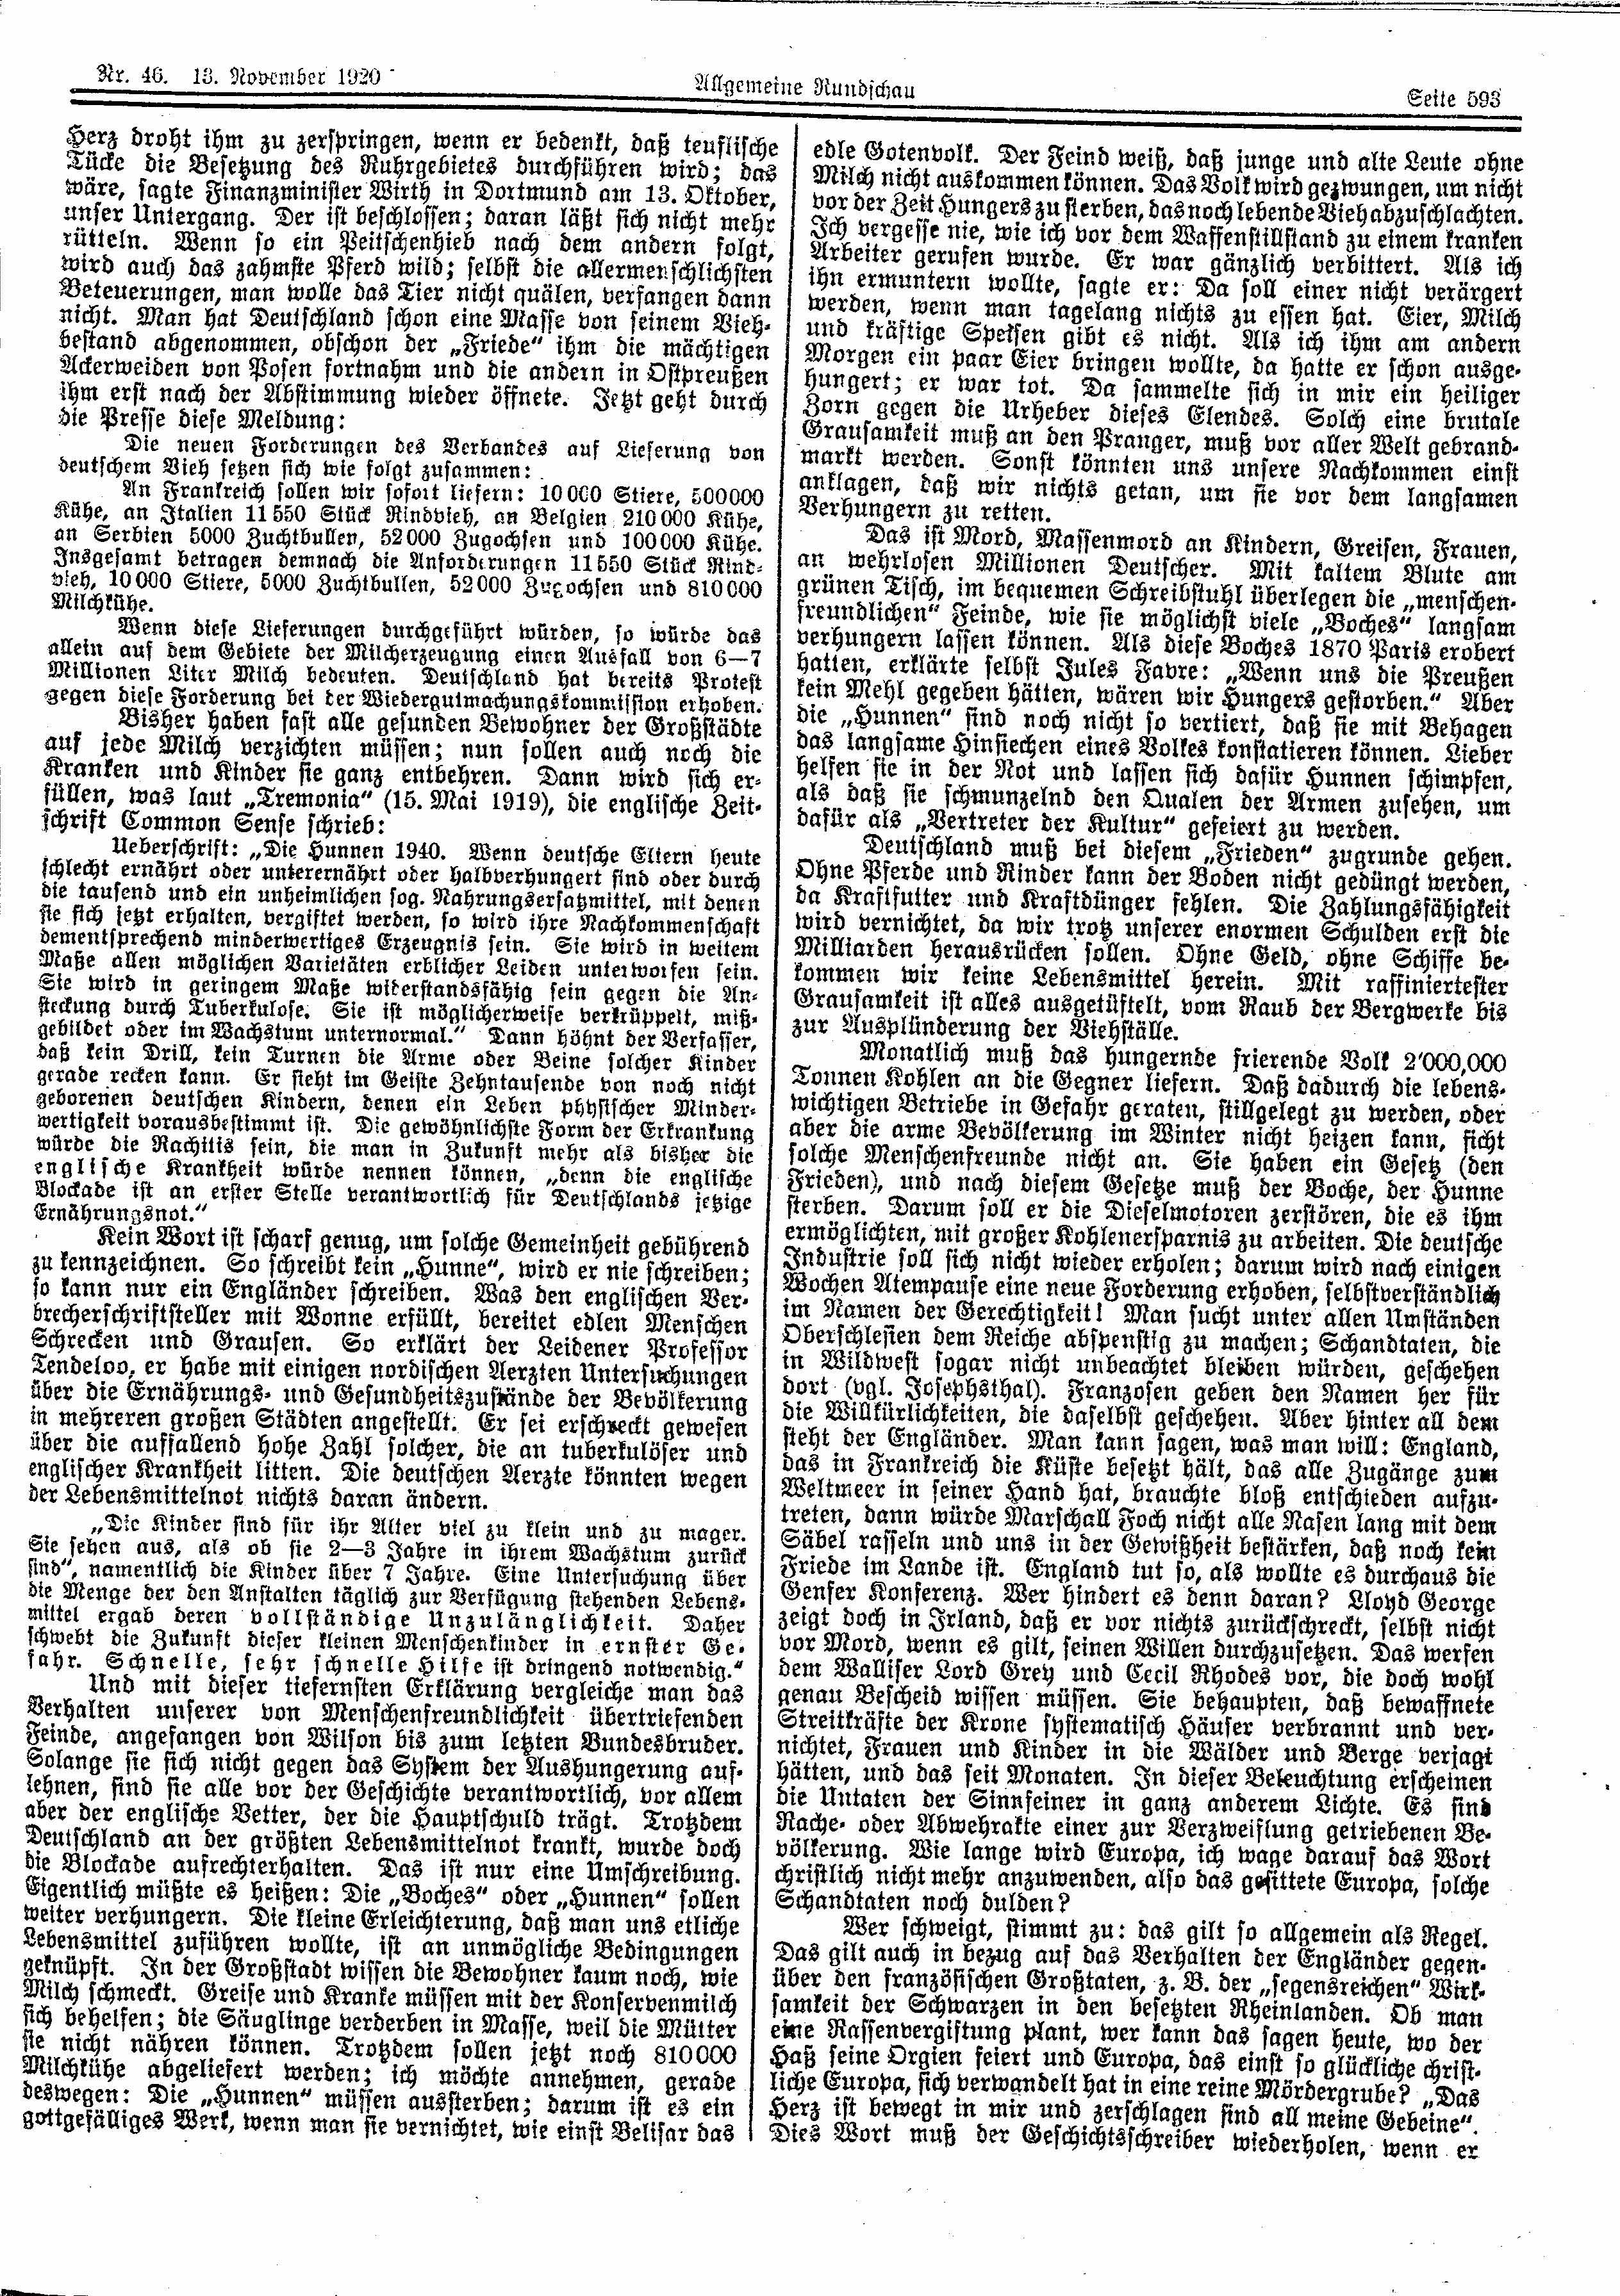 Nr. 46. 13. November 1920
Allgemeine Rundschau
Seite 593
Herz droht ihm zu zerspringen, wenn er bedenkt, daß teuflische
Tücke die Besetzung des Ruhrgebietes durchführen wird; das
wäre, sagte Finanzminister Wirth in Dortmund am 13. Oktober,
unser Untergang. Der ist beschlossen; daran läßt sich nicht mehr
rütteln. Wenn so ein Peitschenhieb nach dem andern folgt,
wird auch das zahmste Pferd wild; selbst die allermenschlichsten
Beteuerungen, man wolle das Tier nicht quälen, verfangen dann
nicht. Man hat Deutschland schon eine Masse von seinem Vieh-
bestand abgenommen, obschon der „Friede“ ihm die mächtigen
Ackerweiden von Posen fortnahm und die andern in Ostpreußen
ihm erst nach der Abstimmung wieder öffnete. Jetzt geht durch
die Presse diese Meldung:
Die neuen Forderungen des Verbandes auf Lieferung von
deutschem Vieh setzen sich wie folgt zusammen:
An Frankreich sollen wir sofort liefern: 10 000 Stiere, 500 000
Kühe, an Italien 11 550 Stück Rindvieh, an Belgien 210 000 Kühe,
an Serbien 5000 Zuchtbullen, 52 000 Zugochsen und 100 000 Kühe.
Insgesamt betragen demnach die Anforderungen 11 550 Stück Rind-
vieh, 10 000 Stiere, 5000 Zuchtbullen, 52 000 Zugochsen und 810 000
Milchkühe.
Wenn diese Lieferungen durchgeführt würden, so würde das
allein auf dem Gebiete der Milcherzeugung einen Ausfall von 6—7
Millionen Liter Milch bedeuten. Deutschland hat bereits Protest
gegen diese Forderung bei der Wiedergutmachungskommission erhoben.
Bisher haben fast alle gesunden Bewohner der Großstädte
auf jede Milch verzichten müssen; nun sollen auch noch die
Kranken und Kinder sie ganz entbehren. Dann wird sich er-
füllen, was laut „Tremonia“ (15. Mai 1919), die englische Zeit-
schrift Common Sense schrieb:
Ueberschrift: „Die Hunnen 1940. Wenn deutsche Eltern heute
schlecht ernährt oder unterernährt oder halbverhungert sind oder durch
die tausend und ein unheimlichen sog. Nahrungsersatzmittel, mit denen
sie sich jetzt erhalten, vergiftet werden, so wird ihre Nachkommenschaft
dementsprechend minderwertiges Erzeugnis sein. Sie wird in weitem
Maße allen möglichen Varietäten erblicher Leiden unterworfen sein.
Sie wird in geringem Maße widerstandsfähig sein gegen die An-
steckung durch Tuberkulose. Sie ist möglicherweise verkrüppelt, miß-
gebildet oder im Wachstum unternormal.“ Dann höhnt der Verfasser,
daß kein Drill, kein Turnen die Arme oder Beine solcher Kinder
gerade recken kann. Er sieht im Geiste Zehntausende von noch nicht
geborenen deutschen Kindern, denen ein Leben physischer Minder-
wertigkeit vorausbestimmt ist. Die gewöhnlichste Form der Erkrankung
würde die Rachitis sein, die man in Zukunft mehr als bisher die
englische Krankheit würde nennen können, „denn die englische
Blockade ist an erster Stelle verantwortlich für Deutschlands jetzige
Ernährungsnot.“
Kein Wort ist scharf genug, um solche Gemeinheit gebührend
zu kennzeichnen. So schreibt kein „Hunne“, wird er nie schreiben;
so kann nur ein Engländer schreiben. Was den englischen Ver-
brecherschriftsteller mit Wonne erfüllt, bereitet edlen Menschen
Schrecken und Grausen. So erklärt der Leidener Professor
Tendeloo, er habe mit einigen nordischen Aerzten Untersuchungen
über die Ernährungs- und Gesundheitszustände der Bevölkerung
in mehreren großen Städten angestellt. Er sei erschreckt gewesen
über die auffallend hohe Zahl solcher, die an tuberkulöser und
englischer Krankheit litten. Die deutschen Aerzte könnten wegen
der Lebensmittelnot nichts daran ändern.
„Die Kinder sind für ihr Alter viel zu klein und zu mager.
Sie sehen aus, als ob sie 2—3 Jahre in ihrem Wachstum zurück
sind“, namentlich die Kinder über 7 Jahre. Eine Untersuchung über
die Menge der den Anstalten täglich zur Verfügung stehenden Lebens-
mittel ergab deren vollständige Unzulänglichkeit. Daher
schwebt die Zukunft dieser kleinen Menschenkinder in ernster Ge-
fahr. Schnelle, sehr schnelle Hilfe ist dringend notwendig.“
Und mit dieser tiefernsten Erklärung vergleiche man das
Verhalten unserer von Menschenfreundlichkeit übertriefenden
Feinde, angefangen von Wilson bis zum letzten Bundesbruder.
Solange sie sich nicht gegen das System der Aushungerung auf-
lehnen, sind sie alle vor der Geschichte verantwortlich, vor allem
aber der englische Vetter, der die Hauptschuld trägt. Trotzdem
Deutschland an der größten Lebensmittelnot krankt, wurde doch
die Blockade aufrechterhalten. Das ist nur eine Umschreibung.
Eigentlich müßte es heißen: Die „Boches“ oder „Hunnen“ sollen
weiter verhungern. Die kleine Erleichterung, daß man uns etliche
Lebensmittel zuführen wollte, ist an unmögliche Bedingungen
geknüpft. In der Großstadt wissen die Bewohner kaum noch, wie
Milch schmeckt. Greise und Kranke müssen mit der Konservenmilch
sich behelfen; die Säuglinge verderben in Masse, weil die Mütter
sie nicht nähren können. Trotzdem sollen jetzt noch 810 000
Milchkühe abgeliefert werden; ich möchte annehmen, gerade
deswegen: Die „Hunnen“ müssen aussterben; darum ist es ein
gottgefälliges Werk, wenn man sie vernichtet, wie einst Belisar das
edle Gotenvolk. Der Feind weiß, daß junge und alte Leute ohne
Milch nicht auskommen können. Das Volk wird gezwungen, um nicht
vor der Zeit Hungers zu sterben, das noch lebende Vieh abzuschlachten.
Ich vergesse nie, wie ich vor dem Waffenstillstand zu einem kranken
Arbeiter gerufen wurde. Er war gänzlich verbittert. Als ich
ihn ermuntern wollte, sagte er: Da soll einer nicht verärgert
werden, wenn man tagelang nichts zu essen hat. Eier, Milch
und kräftige Speisen gibt es nicht. Als ich ihm am andern
Morgen ein paar Eier bringen wollte, da hatte er schon ausge-
hungert; er war tot. Da sammelte sich in mir ein heiliger
Zorn gegen die Urheber dieses Elendes. Solch eine brutale
Grausamkeit muß an den Pranger, muß vor aller Welt gebrand-
markt werden. Sonst könnten uns unsere Nachkommen einst
anklagen, daß wir nichts getan, um sie vor dem langsamen
Verhungern zu retten.
Das ist Mord, Massenmord an Kindern, Greisen, Frauen,
an wehrlosen Millionen Deutscher. Mit kaltem Blute am
grünen Tisch, im bequemen Schreibstuhl überlegen die „menschen-
freundlichen“ Feinde, wie sie möglichst viele „Boches“ langsam
verhungern lassen können. Als diese Boches 1870 Paris erobert
hatten, erklärte selbst Jules Favre: „Wenn uns die Preußen
kein Mehl gegeben hätten, wären wir Hungers gestorben.“ Aber
die „Hunnen“ sind noch nicht so vertiert, daß sie mit Behagen
das langsame Hinsiechen eines Volkes konstatieren können. Lieber
helfen sie in der Not und lassen sich dafür Hunnen schimpfen,
als daß sie schmunzelnd den Qualen der Armen zusehen, um
dafür als „Vertreter der Kultur“ gefeiert zu werden.
Deutschland muß bei diesem „Frieden“ zugrunde gehen.
Ohne Pferde und Rinder kann der Boden nicht gedüngt werden,
da Kraftfutter und Kraftdünger fehlen. Die Zahlungsfähigkeit
wird vernichtet, da wir trotz unserer enormen Schulden erst die
Milliarden herausrücken sollen. Ohne Geld, ohne Schiffe be-
kommen wir keine Lebensmittel herein. Mit raffiniertester
Grausamkeit ist alles ausgetüftelt, vom Raub der Bergwerke bis
zur Ausplünderung der Viehställe.
Monatlich muß das hungernde frierende Volk 2'000,000
Tonnen Kohlen an die Gegner liefern. Daß dadurch die lebens-
wichtigen Betriebe in Gefahr geraten, stillgelegt zu werden, oder
aber die arme Bevölkerung im Winter nicht heizen kann, ficht
solche Menschenfreunde nicht an. Sie haben ein Gesetz (den
Frieden), und nach diesem Gesetze muß der Boche, der Hunne
sterben. Darum soll er die Dieselmotoren zerstören, die es ihm
ermöglichten, mit großer Kohlenersparnis zu arbeiten. Die deutsche
Industrie soll sich nicht wieder erholen; darum wird nach einigen
Wochen Atempause eine neue Forderung erhoben, selbstverständlich
im Namen der Gerechtigkeit! Man sucht unter allen Umständen
Oberschlesien dem Reiche abspenstig zu machen; Schandtaten, die
in Wildwest sogar nicht unbeachtet bleiben würden, geschehen
dort (vgl. Josephsthal). Franzosen geben den Namen her für
die Willkürlichkeiten, die daselbst geschehen. Aber hinter all dem
steht der Engländer. Man kann sagen, was man will: England,
das in Frankreich die Küste besetzt hält, das alle Zugänge zum
Weltmeer in seiner Hand hat, brauchte bloß entschieden aufzu-
treten, dann würde Marschall Foch nicht alle Nasen lang mit dem
Säbel rasseln und uns in der Gewißheit bestärken, daß noch kein
Friede im Lande ist. England tut so, als wollte es durchaus die
Genfer Konferenz. Wer hindert es denn daran? Lloyd George
zeigt doch in Irland, daß er vor nichts zurückschreckt, selbst nicht
vor Mord, wenn es gilt, seinen Willen durchzusetzen. Das werfen
dem Walliser Lord Grey und Cecil Rhodes vor, die doch wohl
genau Bescheid wissen müssen. Sie behaupten, daß bewaffnete
Streitkräfte der Krone systematisch Häuser verbrannt und ver-
nichtet, Frauen und Kinder in die Wälder und Berge verjagt
hätten, und das seit Monaten. In dieser Beleuchtung erscheinen
die Untaten der Sinnfeiner in ganz anderem Lichte. Es sind
Rache- oder Abwehrakte einer zur Verzweiflung getriebenen Be-
völkerung. Wie lange wird Europa, ich wage darauf das Wort
christlich nicht mehr anzuwenden, also das gesittete Europa, solche
Schandtaten noch dulden?
Wer schweigt, stimmt zu: das gilt so allgemein als Regel.
Das gilt auch in bezug auf das Verhalten der Engländer gegen-
über den französischen Großtaten, z. B. der „segensreichen“ Wirk-
samkeit der Schwarzen in den besetzten Rheinlanden. Ob man
eine Rassenvergiftung plant, wer kann das sagen heute, wo der
Haß seine Orgien feiert und Europa, das einst so glückliche christ-
liche Europa, sich verwandelt hat in eine reine Mördergrube? „Das
Herz ist bewegt in mir und zerschlagen sind all meine Gebeine“.
Dies Wort muß der Geschichtsschreiber wiederholen, wenn er